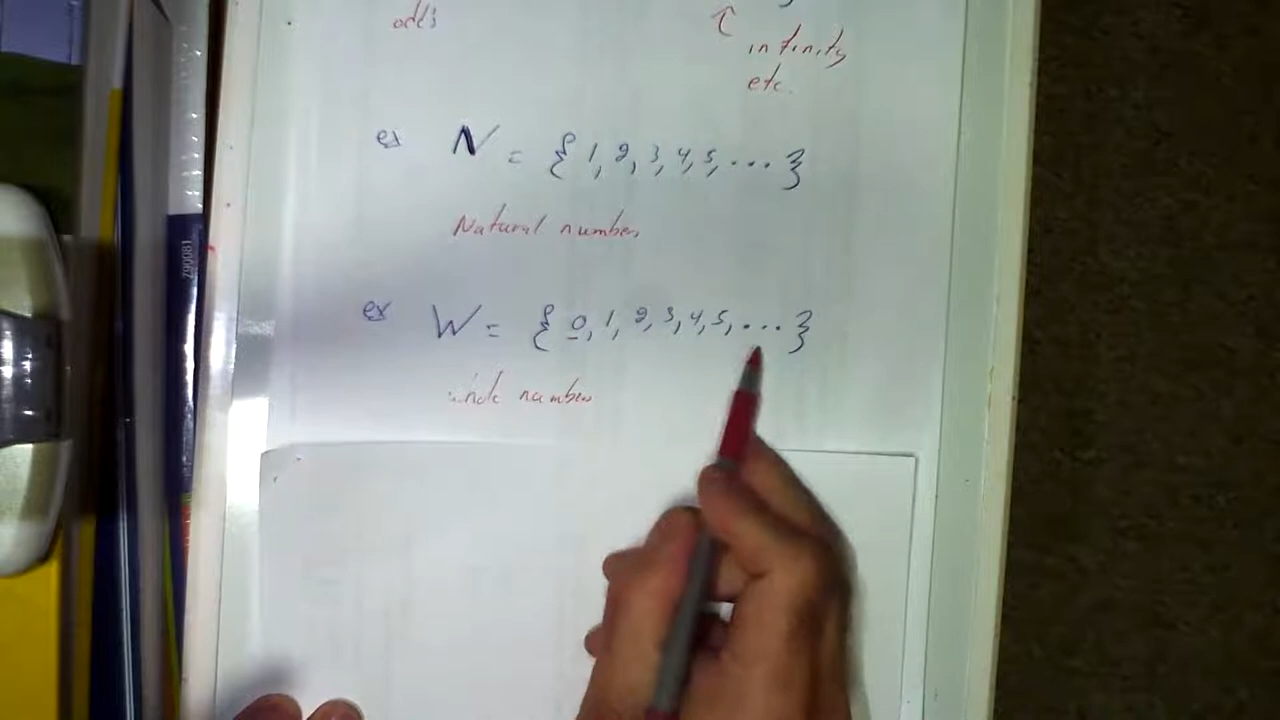 odds
infinity
etc.
ex N = { 1, 2, 3, 4, 5, ... }
Natural numbers
ex W = { 0, 1, 2, 3, 4, 5, ... }
whole numbers
Z90081